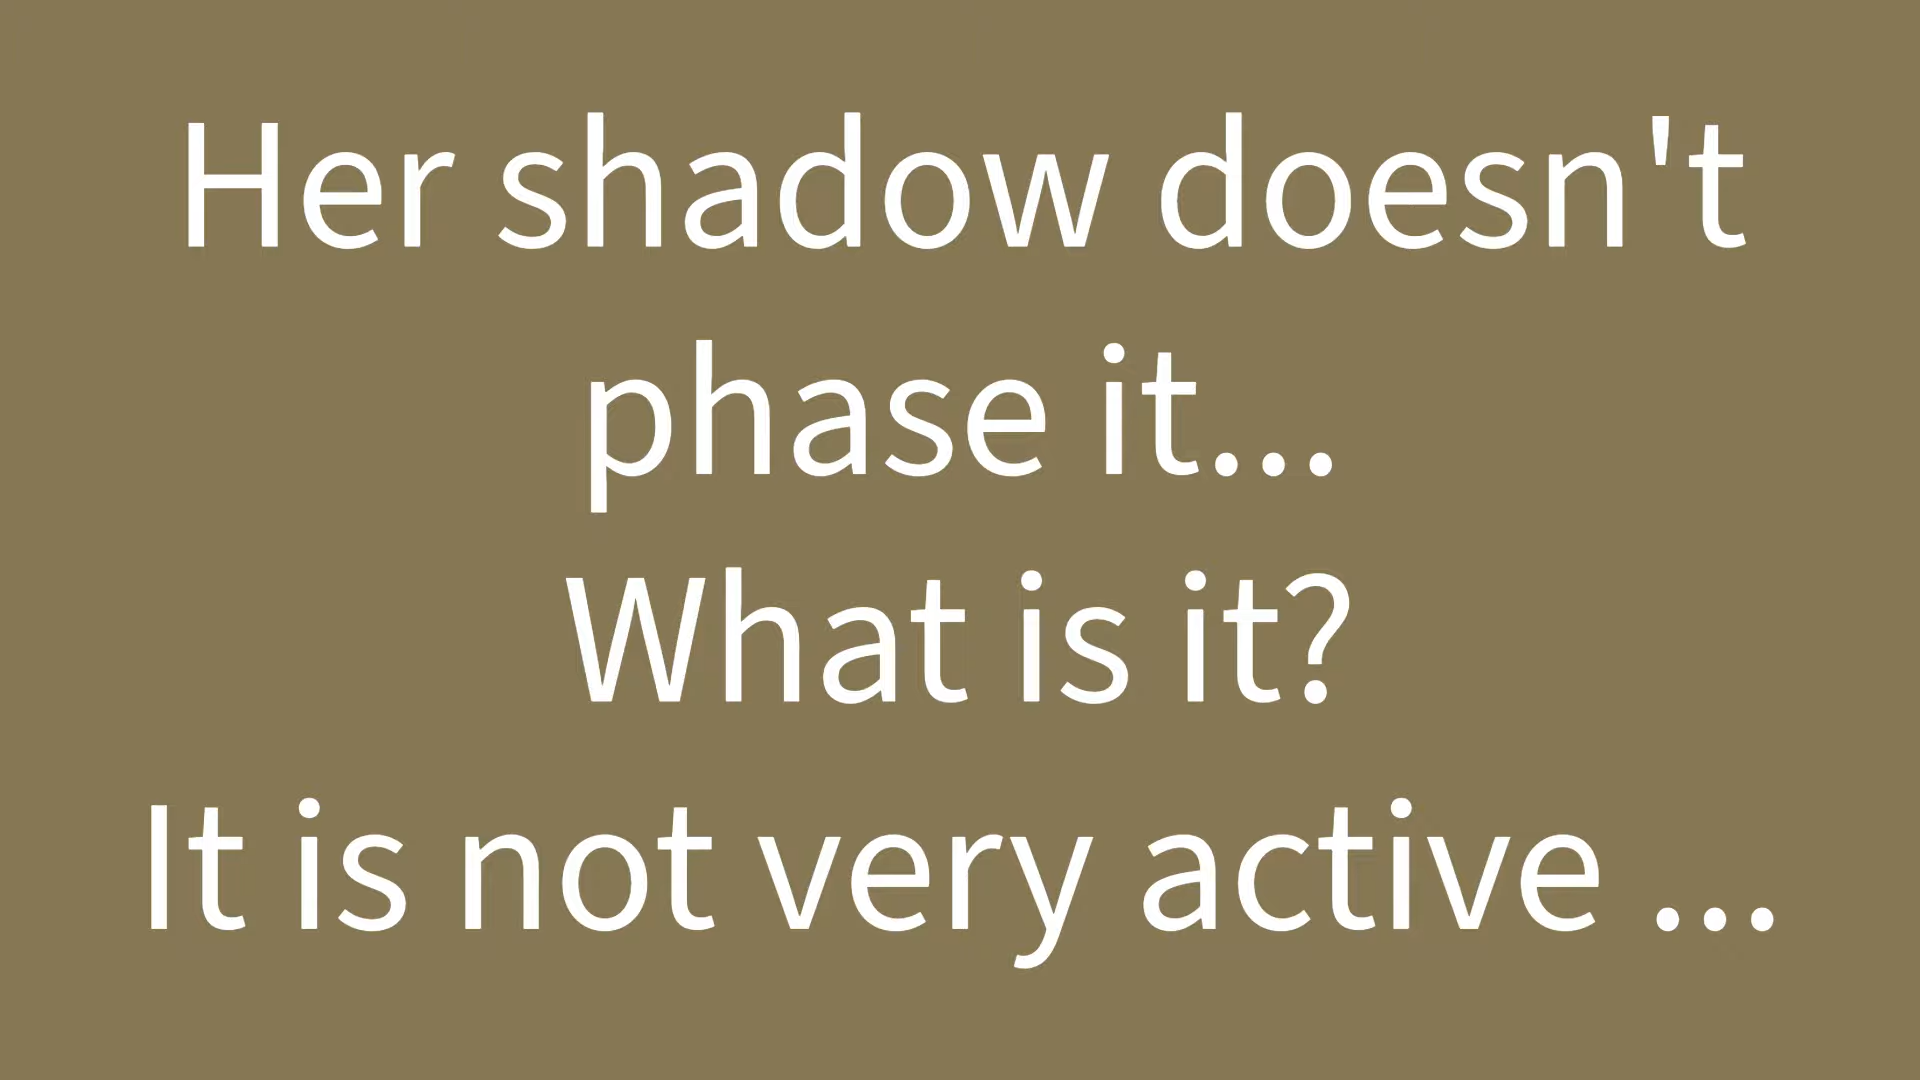 Her shadow doesn't
phase it...
What is it?
It is not very active ...